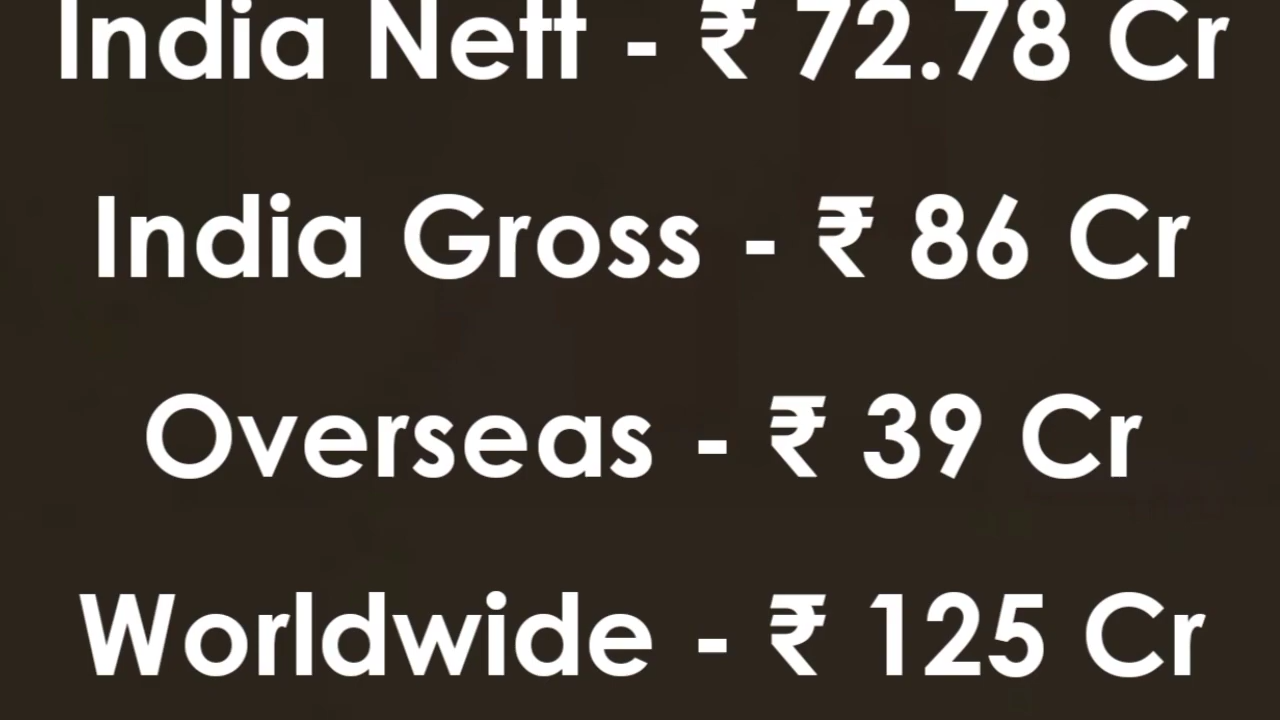 India Nett - ₹ 72.78 Cr
India Gross - ₹ 86 Cr
Overseas - ₹ 39 Cr
Worldwide - ₹ 125 Cr